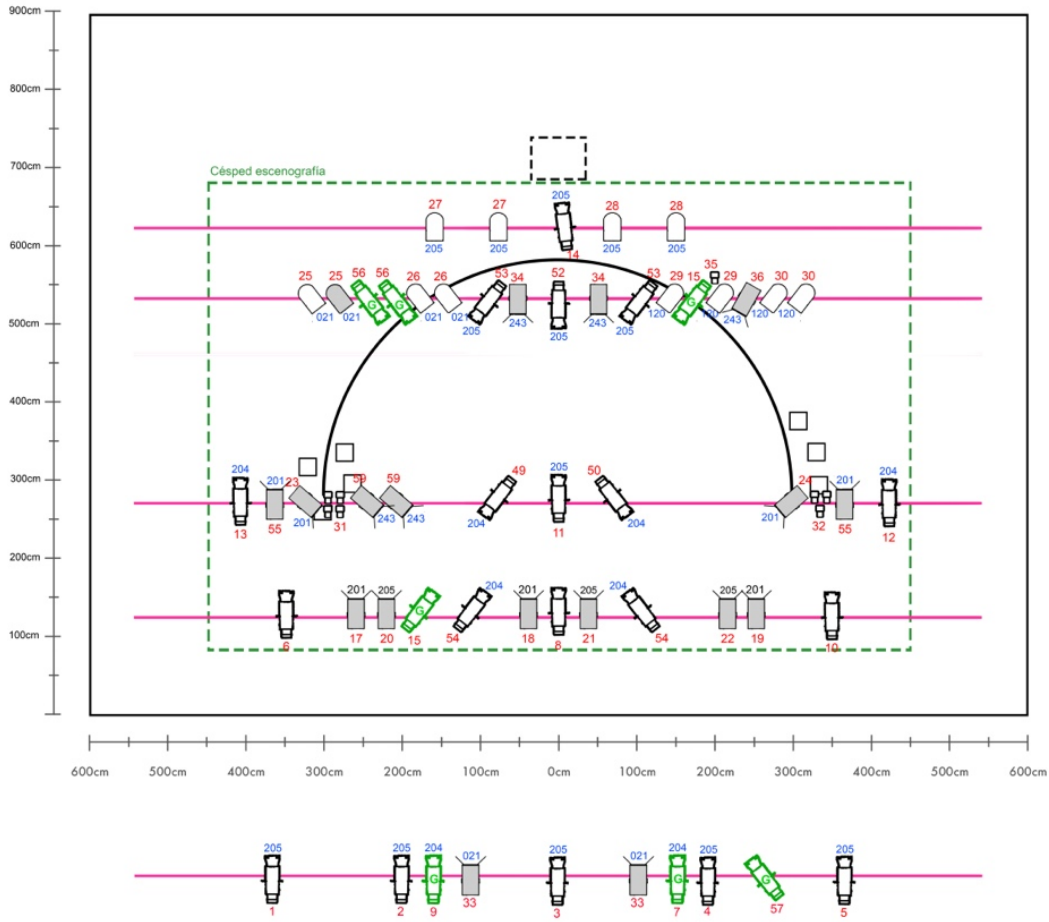 900cm
800cm
700cm
Césped escenografía
205
27 27 28 28
600cm
205 205 14 205 205
35
25 25 56 56 26 26 53 34 52 34 53 29 15 29 36 30 30
G G G
021 021 021 021 205 243 205 243 205 120 120 243 120 120
500cm
400cm
300cm
204 201 23 59 59 49 205 50 24 201 204
13 55 201 31 243 243 204 11 204 201 32 55 12
200cm
201 205 204 201 205 204 205 201
G
100cm
6 17 20 15 54 18 8 21 54 22 19 10
600cm 500cm 400cm 300cm 200cm 100cm 0cm 100cm 200cm 300cm 400cm 500cm 600cm
205 205 204 021 205 021 204 205 205
G G G
1 2 9 33 3 33 7 4 57 5